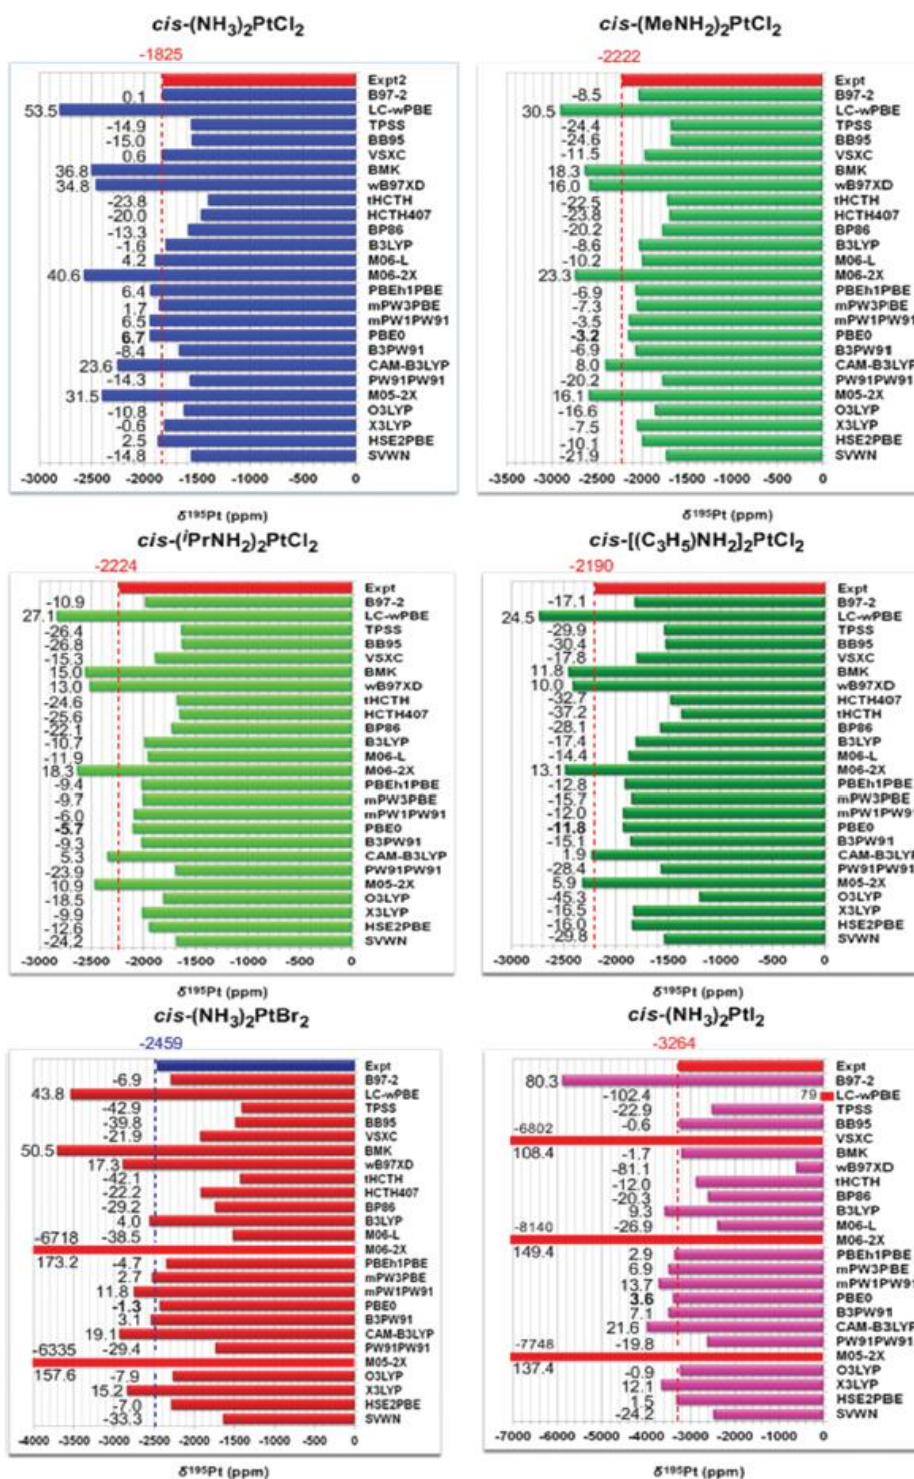 cis-(NH3)2PtCl2
-1825
Expt2
0.1 B97-2
53.5 LC-wPBE
-14.9 TPSS
-15.0 BB95
0.6 VSXC
36.8 BMK
34.8 wB97XD
-23.8 tHCTH
-20.0 HCTH407
-13.3 BP86
-1.6 B3LYP
4.2 M06-L
40.6 M06-2X
6.4 PBEh1PBE
1.7 mPW3PBE
6.5 mPW1PW91
6.7 PBE0
-8.4 B3PW91
23.6 CAM-B3LYP
-14.3 PW91PW91
31.5 M05-2X
-10.8 O3LYP
-0.6 X3LYP
2.5 HSE2PBE
-14.8 SVWN
-3000 -2500 -2000 -1500 -1000 -500 0
δ195Pt (ppm)
cis-(MeNH2)2PtCl2
-2222
Expt
-8.5 B97-2
30.5 LC-wPBE
-24.4 TPSS
-24.6 BB95
-11.5 VSXC
18.3 BMK
16.0 wB97XD
-22.5 tHCTH
-23.8 HCTH407
-20.2 BP86
-8.6 B3LYP
-10.2 M06-L
23.3 M06-2X
-6.9 PBEh1PBE
-7.3 mPW3PBE
-3.5 mPW1PW91
-3.2 PBE0
-6.9 B3PW91
8.0 CAM-B3LYP
-20.2 PW91PW91
16.1 M05-2X
-16.6 O3LYP
-7.5 X3LYP
-10.1 HSE2PBE
-21.9 SVWN
-3500 -3000 -2500 -2000 -1500 -1000 -500 0
δ195Pt (ppm)
cis-(iPrNH2)2PtCl2
-2224
Expt
-10.9 B97-2
27.1 LC-wPBE
-26.4 TPSS
-26.8 BB95
-15.3 VSXC
15.0 BMK
13.0 wB97XD
-24.6 tHCTH
-25.6 HCTH407
-22.1 BP86
-10.7 B3LYP
-11.9 M06-L
18.3 M06-2X
-9.4 PBEh1PBE
-9.7 mPW3PBE
-6.0 mPW1PW91
-5.7 PBE0
-9.3 B3PW91
5.3 CAM-B3LYP
-23.9 PW91PW91
10.9 M05-2X
-18.5 O3LYP
-9.9 X3LYP
-12.6 HSE2PBE
-24.2 SVWN
-3000 -2500 -2000 -1500 -1000 -500 0
δ195Pt (ppm)
cis-[(C3H5)NH2]2PtCl2
-2190
Expt
-17.1 B97-2
24.5 LC-wPBE
-29.9 TPSS
-30.4 BB95
-17.8 VSXC
11.8 BMK
10.0 wB97XD
-32.7 HCTH407
-37.2 tHCTH
-28.1 BP86
-17.4 B3LYP
-14.4 M06-L
13.1 M06-2X
-12.8 PBEh1PBE
-15.7 mPW3PBE
-12.0 mPW1PW91
-11.8 PBE0
-15.1 B3PW91
1.9 CAM-B3LYP
-28.4 PW91PW91
5.9 M05-2X
-45.3 O3LYP
-16.5 X3LYP
-16.0 HSE2PBE
-29.8 SVWN
-3000 -2500 -2000 -1500 -1000 -500 0
δ195Pt (ppm)
cis-(NH3)2PtBr2
-2459
Expt
-6.9 B97-2
43.8 LC-wPBE
-42.9 TPSS
-39.8 BB95
-21.9 VSXC
50.5 BMK
17.3 wB97XD
-42.1 tHCTH
-22.2 HCTH407
-29.2 BP86
4.0 B3LYP
-6718 -38.5 M06-L
M06-2X
173.2 -4.7 PBEh1PBE
2.7 mPW3PBE
11.8 mPW1PW91
-1.3 PBE0
3.1 B3PW91
19.1 CAM-B3LYP
-6335 -29.4 PW91PW91
M05-2X
157.6 -7.9 O3LYP
15.2 X3LYP
-7.0 HSE2PBE
-33.3 SVWN
-4000 -3500 -3000 -2500 -2000 -1500 -1000 -500 0
δ195Pt (ppm)
cis-(NH3)2PtI2
-3264
Expt
80.3 B97-2
-102.4 79 LC-wPBE
-22.9 TPSS
-0.6 BB95
-6802 VSXC
108.4 -1.7 BMK
-81.1 wB97XD
-12.0 tHCTH
-20.3 BP86
9.3 B3LYP
-8140 -26.9 M06-L
M06-2X
149.4 2.9 PBEh1PBE
6.9 mPW3PBE
13.7 mPW1PW91
3.6 PBE0
7.1 B3PW91
21.6 CAM-B3LYP
-7748 -19.8 PW91PW91
M05-2X
137.4 -0.9 O3LYP
12.1 X3LYP
1.5 HSE2PBE
-24.2 SVWN
-7000 -6000 -5000 -4000 -3000 -2000 -1000 0
δ195Pt (ppm)